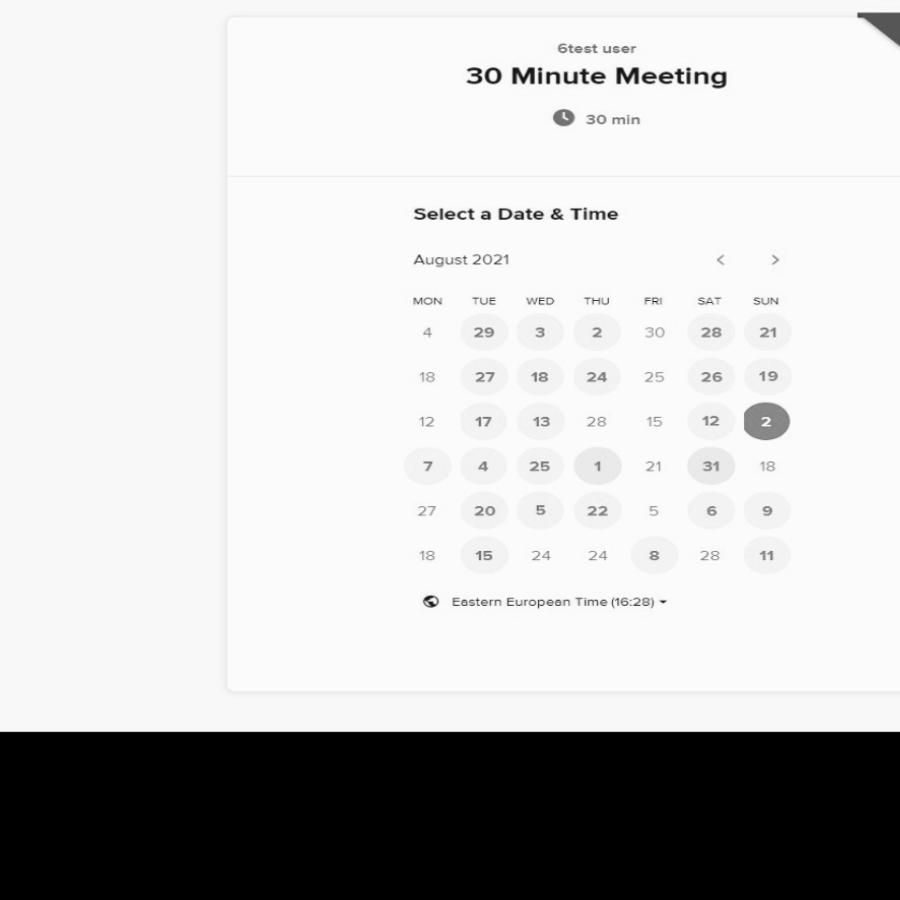 6test user
30 Minute Meeting
30 min
Select a Date & Time
August 2021
MON TUE WED THU FRI SAT SUN
4 29 3 2 30 28 21
18 27 18 24 25 26 19
12 17 13 28 15 12 2
7 4 25 1 21 31 18
27 20 5 22 5 6 9
18 15 24 24 8 28 11
Eastern European Time (16:28)